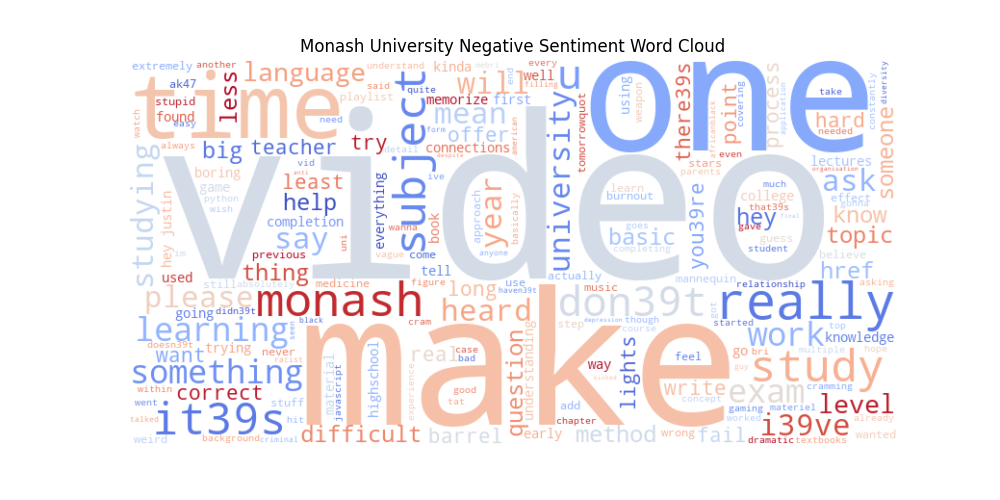 Monash University Negative Sentiment Word Cloud
extremely another understand kinda every well
ak47 language said quite will end filling
time less playlist memorize first
stupid found mean
easy need offer
always watch try form connections
one using weapon there39s point covering process take constantly diversity
tomorrowquot africanblack even hard needed application
someone
video subject university
big teacher vid detail american despite
boring least ive
game help everything wanna book year
python wish completion say uni vague come approach basically anyone
studying hey justin im
previous thing tell
used still absolutely medicine figure use actually haven39t
stars parents lectures organisation
learn burnout ask effect gonna
college much that39s gave hey final know
you39re goes basic completing guess student topic believe
mannequin relationship href asking
please monash long heard music don39t got really
going didn39t seen black
learning step depression though course started work top knowledge
doesn39t trying never cram make
want racist real case bad way lights feel go bri multiple hope
something material javascript highschool experience good tat question understanding guy study
within correct concept write exam cramming
went stuff hit add chapter gaming materiel level
talked it39s worked i39ve already
weird background criminal difficult barrel early method wrong fail dramatic textbooks wanted